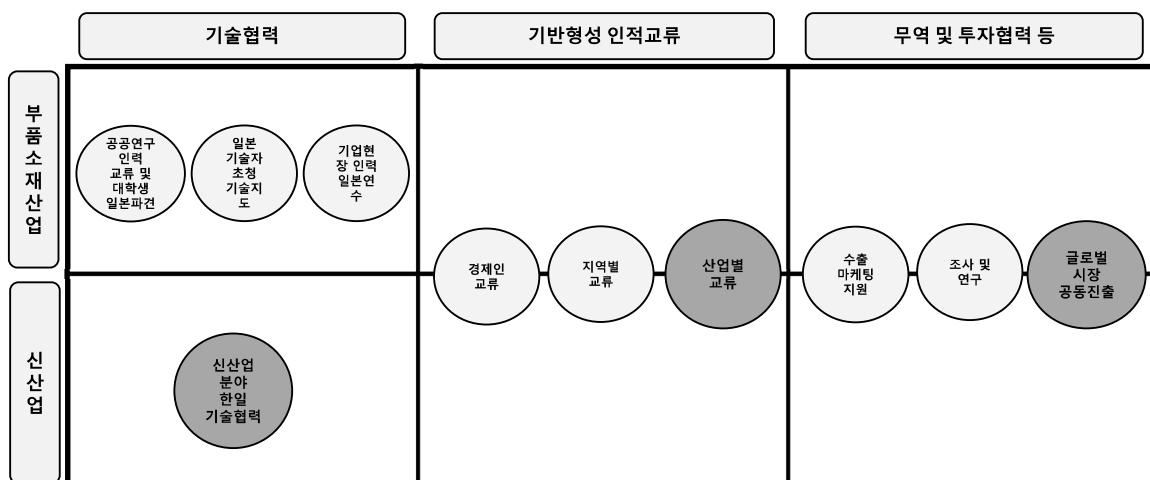 기술협력
기반형성 인적교류
무역 및 투자협력 등
부
품
소
재
산
업
공공연구
인력
교류 및
대학생
일본파견
일본
기술자
초청
기술지
도
기업현
장 인력
일본연
수
경제인
교류
지역별
교류
산업별
교류
수출
마케팅
지원
조사 및
연구
글로벌
시장
공동진출
신
산
업
신산업
분야
한일
기술협력